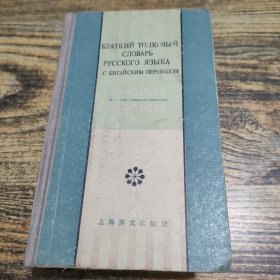 КРАТКИЙ ТОЛКОВЫЙ
СЛОВАРЬ
РУССКОГО ЯЗЫКА
С КИТАЙСКИМ ПЕРЕВОДОМ
上海译文出版社